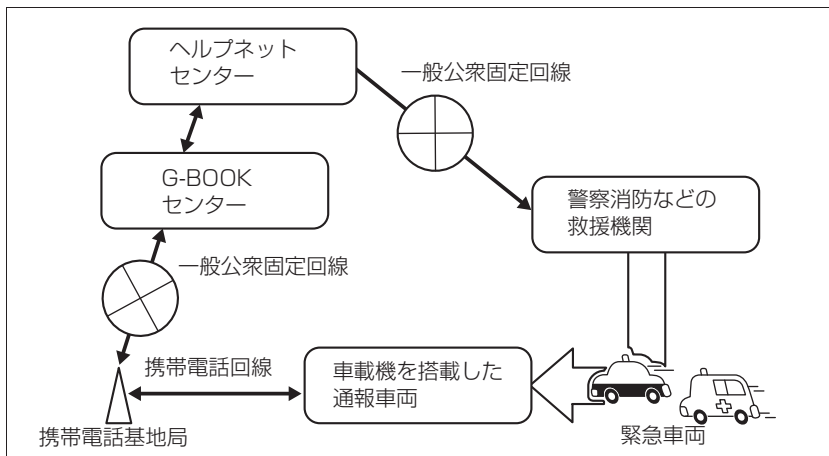 ヘルプネット
センター
一般公衆固定回線
G-BOOK
センター
警察消防などの
救援機関
一般公衆固定回線
携帯電話回線
車載機を搭載した
通報車両
携帯電話基地局
緊急車両